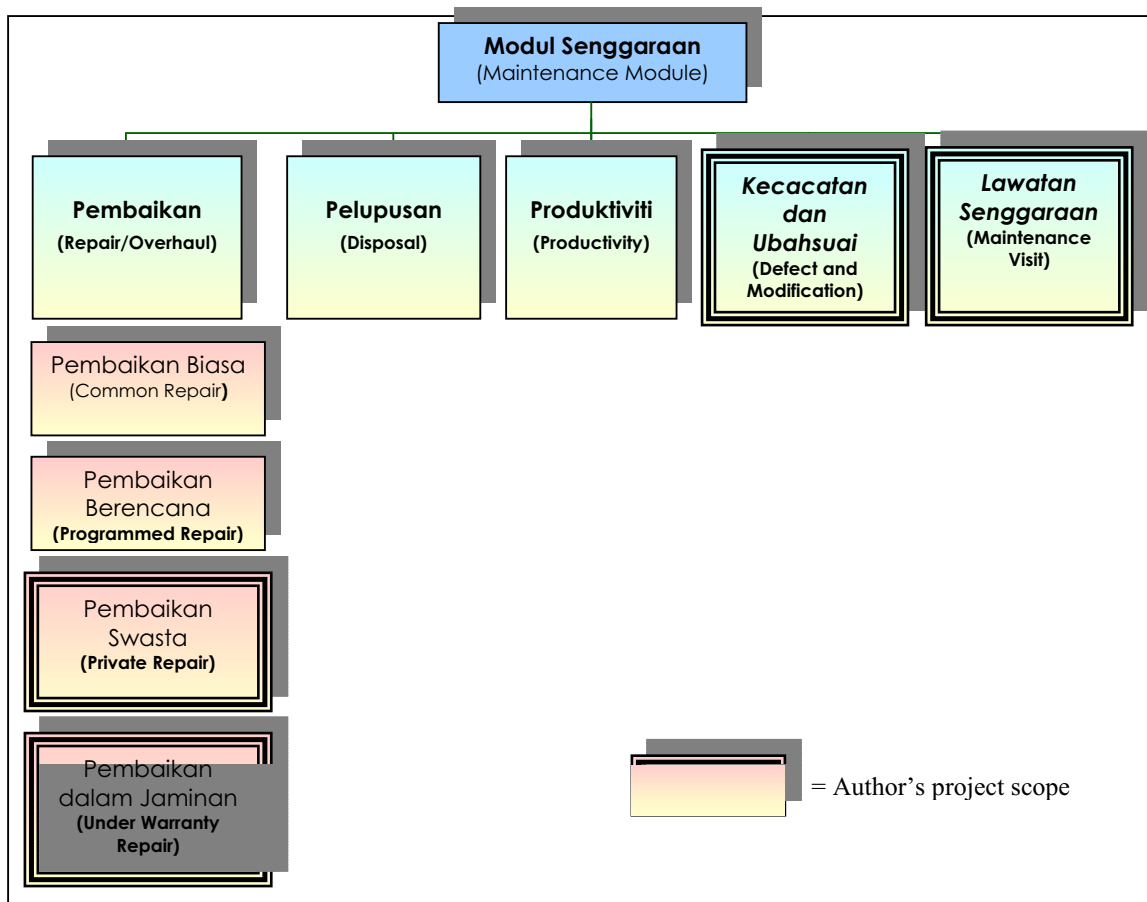 Modul Senggaraan
(Maintenance Module)
Pembaikan
(Repair/Overhaul)
Pelupusan
(Disposal)
Produktiviti
(Productivity)
Kecacatan
dan
Ubahsuai
(Defect and
Modification)
Lawatan
Senggaraan
(Maintenance
Visit)
Pembaikan Biasa
(Common Repair)
Pembaikan
Berencana
(Programmed Repair)
Pembaikan
Swasta
(Private Repair)
Pembaikan
dalam Jaminan
(Under Warranty
Repair)
= Author's project scope